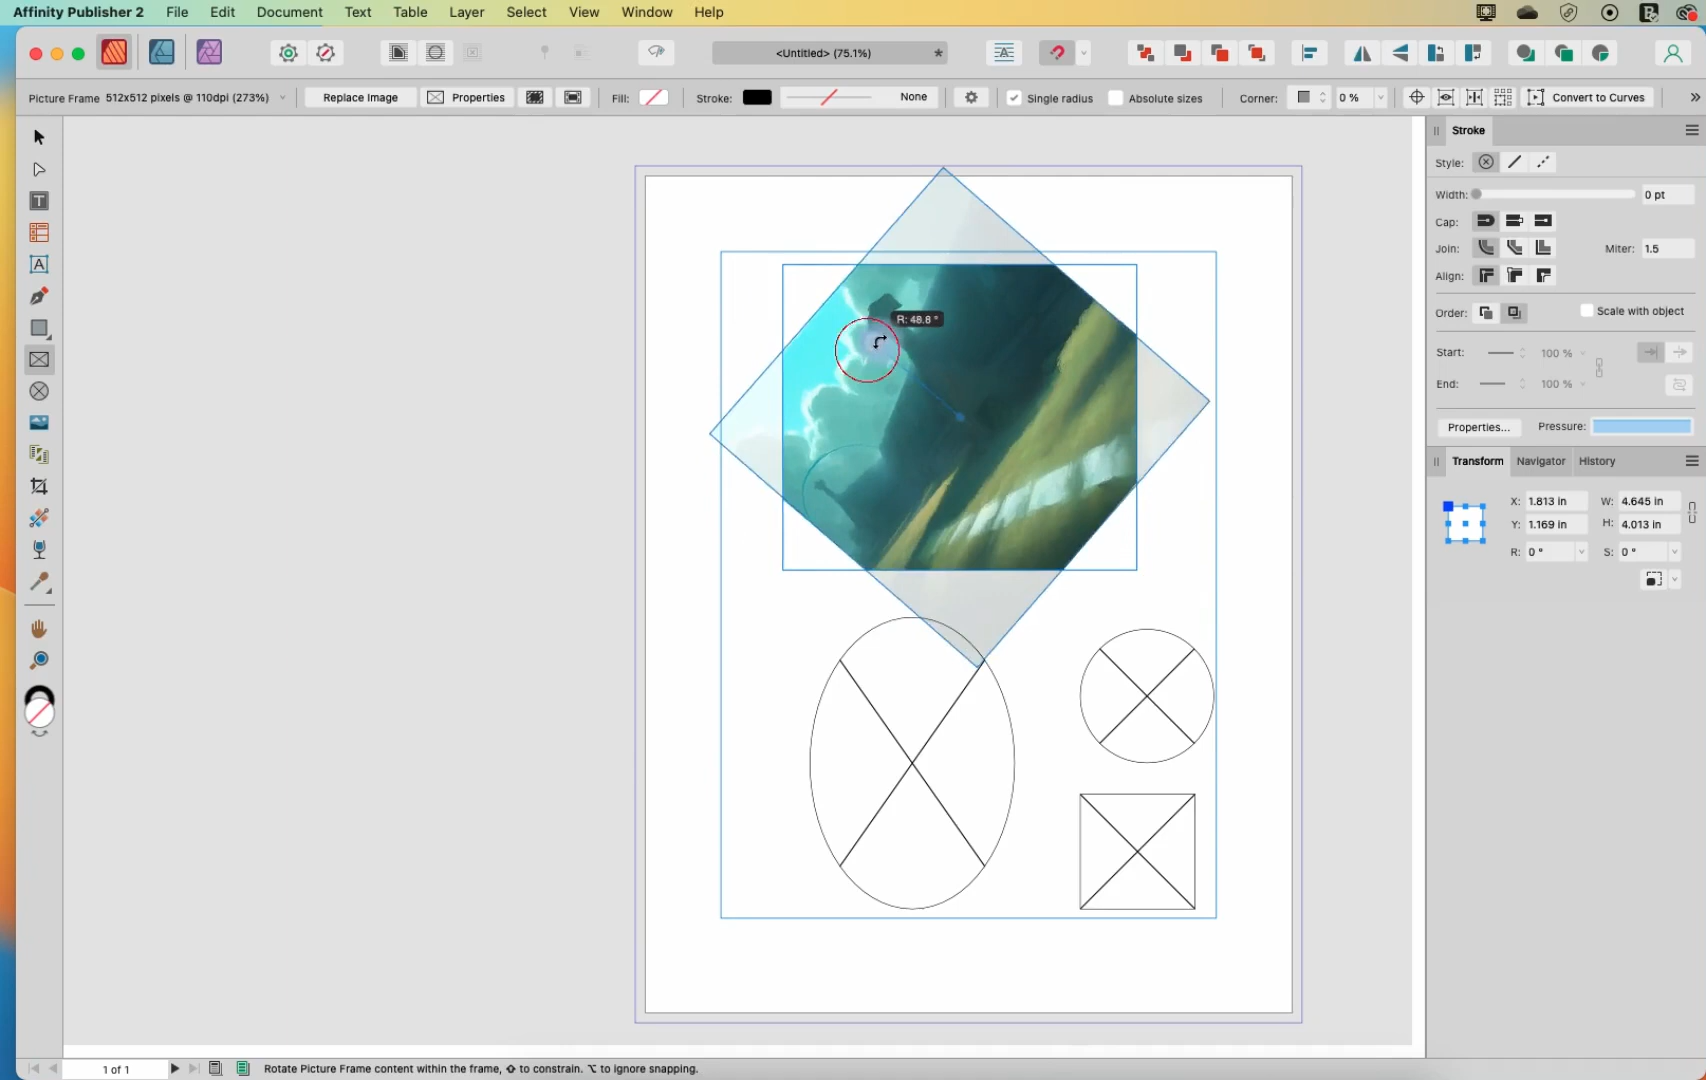 Affinity Publisher 2 File Edit Document Text Table Layer Select View Window Help
<Untitled> (75.1%) *
Picture Frame 512x512 pixels @ 110dpi (273%) Replace Image Properties Fill: Stroke: None Single radius Absolute sizes Corner: 0 % Convert to Curves »
Stroke
Style:
Width: 0 pt
Cap:
Join: Miter: 1.5
Align:
Order: Scale with object
Start: 100 % 100 %
End: 100 % 100 %
Properties... Pressure:
Transform Navigator History
X: 1.813 in W: 4.645 in
Y: 1.169 in H: 4.013 in
R: 0 ° S: 0 °
R: 48.8 °
1 of 1 Rotate Picture Frame content within the frame, ⇧ to constrain. ⌥ to ignore snapping.